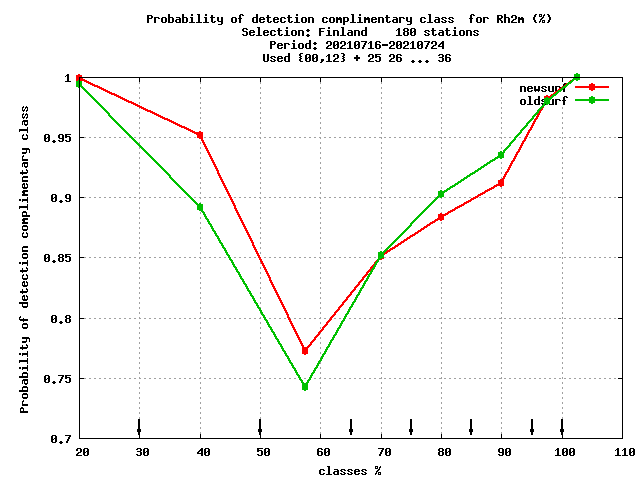 Probability of detection complimentary class  for Rh2m (%)
Selection: Finland    180 stations
Period: 20210716-20210724
Used {00,12} + 25 26 ... 36
newsurf
oldsurf
Probability of detection complimentary class
1
0.95
0.9
0.85
0.8
0.75
0.7
20 30 40 50 60 70 80 90 100 110
classes %